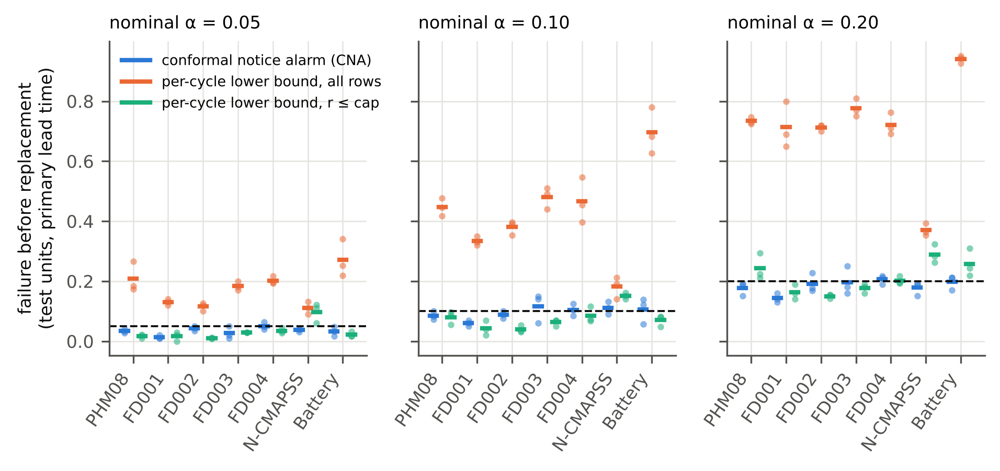 nominal α = 0.05
nominal α = 0.10
nominal α = 0.20
failure before replacement
(test units, primary lead time)
conformal notice alarm (CNA)
per-cycle lower bound, all rows
per-cycle lower bound, r ≤ cap
0.8
0.6
0.4
0.2
0.0
PHM08
FD001
FD002
FD003
FD004
N-CMAPSS
Battery
PHM08
FD001
FD002
FD003
FD004
N-CMAPSS
Battery
PHM08
FD001
FD002
FD003
FD004
N-CMAPSS
Battery